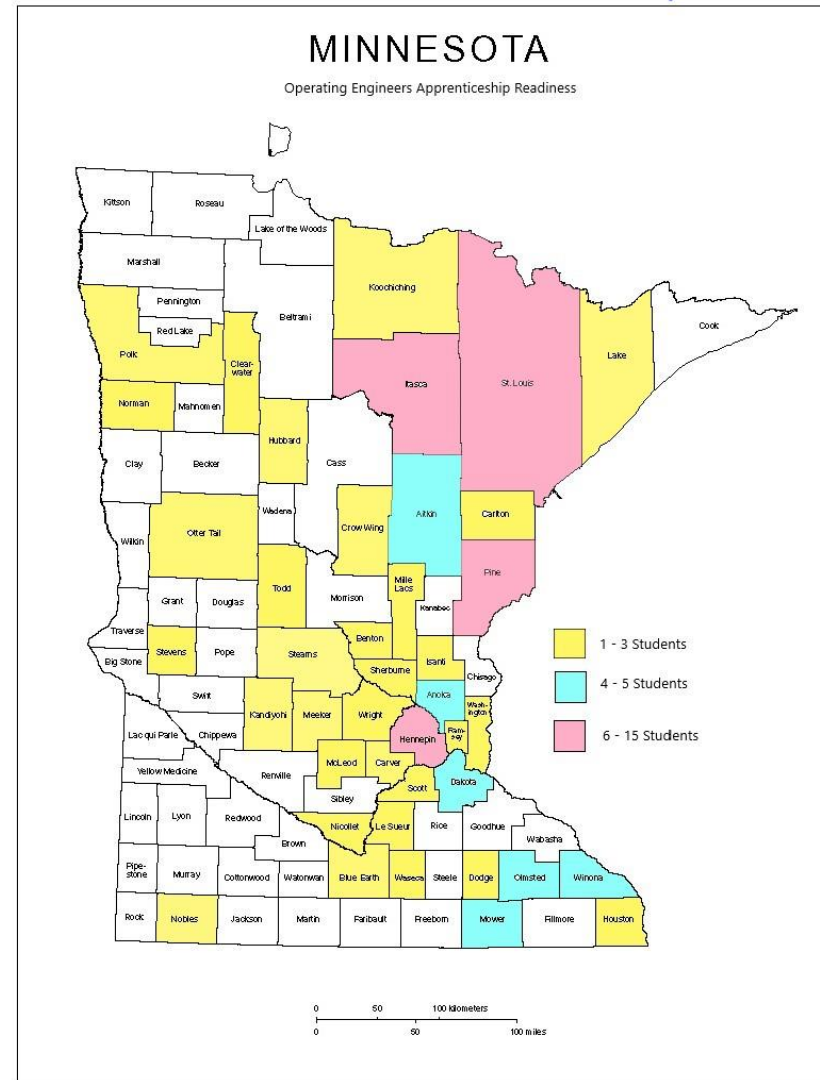 MINNESOTA
Operating Engineers Apprenticeship Readiness
Kittson
Roseau
Lake of the Woods
Marshall
Koochiching
Pennington
Beltrami
Red Lake
Cook
Polk
Clear-
water
Lake
Itasca
St. Louis
Norman
Mahnomen
Hubbard
Clay
Becker
Cass
Wadena
Aitkin
Carlton
Crow Wing
Otter Tail
Wilkin
Pine
Mille
Lacs
Todd
Morrison
Grant
Douglas
Kanabec
Traverse
Benton
1 - 3 Students
Stevens
Pope
Stearns
Big Stone
Isanti
Sherburne
Chisago
4 - 5 Students
Swift
Anoka
Kandiyohi
Meeker
Wright
Wash-
ington
Lac qui Parle
Chippewa
Hennepin
Ram-
sey
6 - 15 Students
McLeod
Carver
Yellow Medicine
Renville
Dakota
Scott
Sibley
Lincoln
Lyon
Redwood
Nicollet
Le Sueur
Rice
Goodhue
Wabasha
Brown
Pipe-
stone
Murray
Cottonwood
Watonwan
Blue Earth
Waseca
Steele
Dodge
Olmsted
Winona
Rock
Nobles
Jackson
Martin
Faribault
Freeborn
Mower
Fillmore
Houston
0 50 100 kilometers
0 50 100 miles